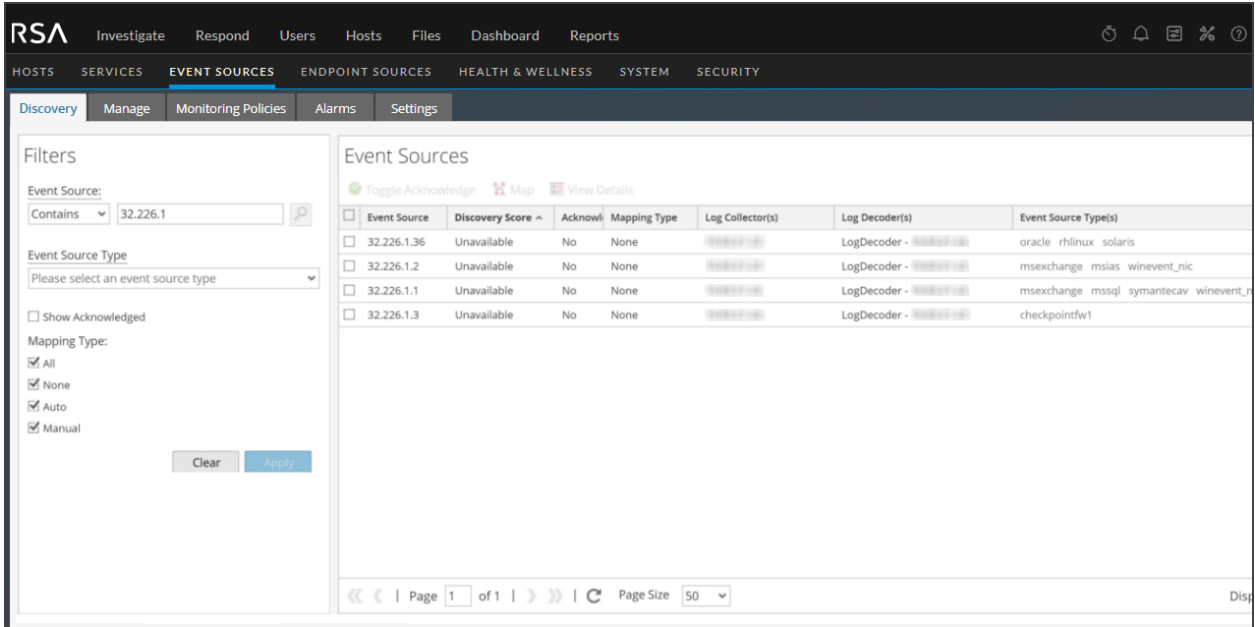 RSA Investigate Respond Users Hosts Files Dashboard Reports
HOSTS SERVICES EVENT SOURCES ENDPOINT SOURCES HEALTH & WELLNESS SYSTEM SECURITY
Discovery Manage Monitoring Policies Alarms Settings
Filters
Event Source:
Contains 32.226.1
Event Source Type
Please select an event source type
Show Acknowledged
Mapping Type:
All
None
Auto
Manual
Clear Apply
Event Sources
Toggle Acknowledge Map View Details
Event Source Discovery Score Acknowl Mapping Type Log Collector(s) Log Decoder(s) Event Source Type(s)
32.226.1.36 Unavailable No None LogDecoder - oracle rhlinux solaris
32.226.1.2 Unavailable No None LogDecoder - msexchange msias winevent_nic
32.226.1.1 Unavailable No None LogDecoder - msexchange mssql symantecav winevent_n
32.226.1.3 Unavailable No None LogDecoder - checkpointfw1
Page 1 of 1 Page Size 50 Disp